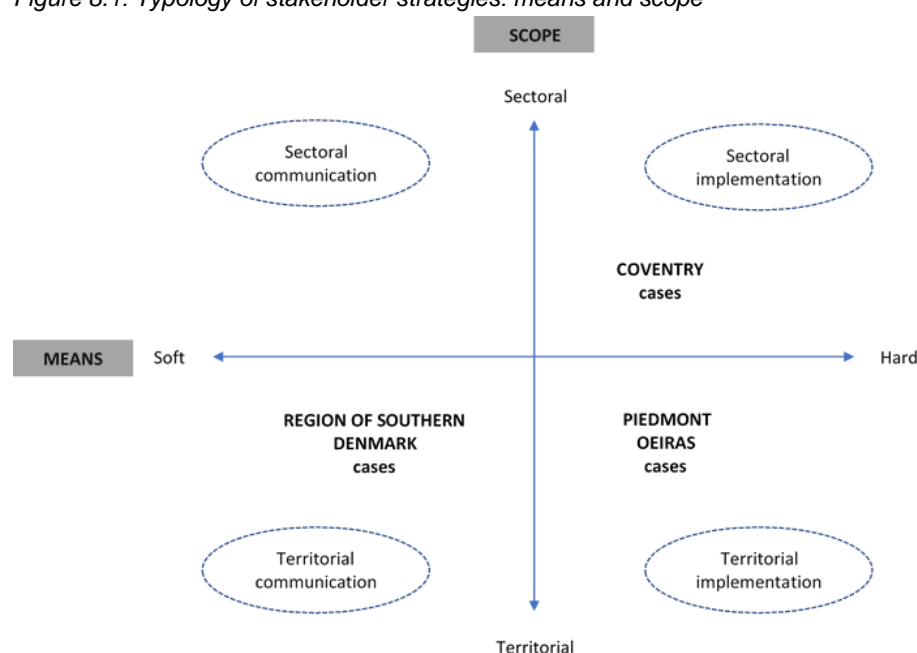 Figure 8.1: Typology of stakeholder strategies: means and scope
SCOPE
Sectoral
Sectoral
communication
Sectoral
implementation
COVENTRY
cases
MEANS
Soft
Hard
REGION OF SOUTHERN
DENMARK
cases
PIEDMONT
OEIRAS
cases
Territorial
communication
Territorial
implementation
Territorial